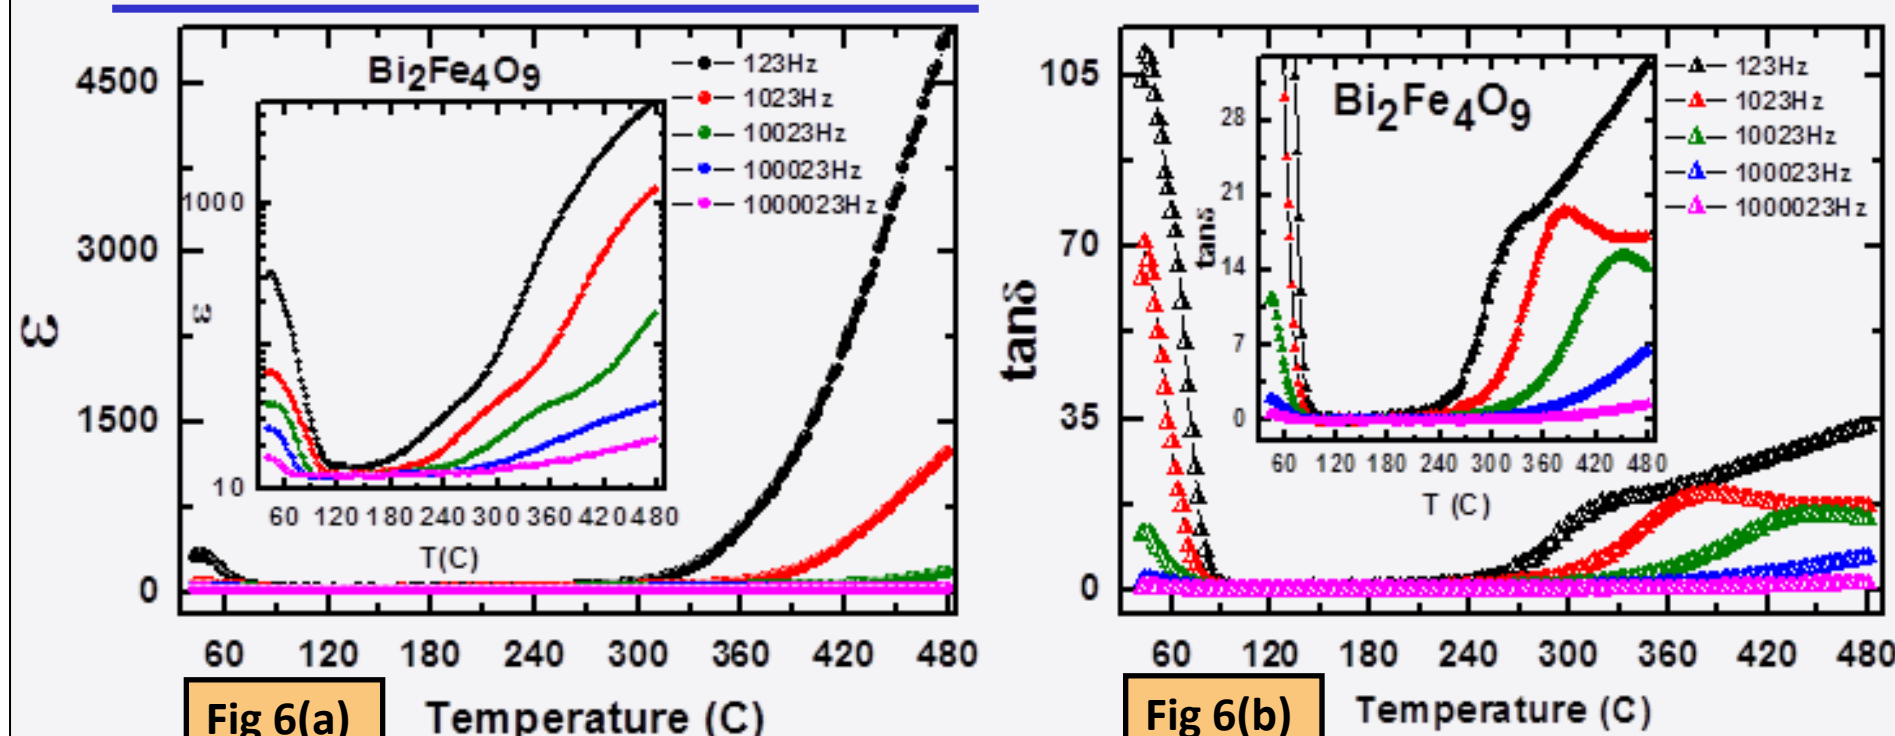 Bi2Fe4O9
123Hz
1023Hz
10023Hz
100023Hz
1000023Hz
4500
3000
1500
0
ε
1000
10
ε
60 120 180 240 300 360 420 480
T(C)
60 120 180 240 300 360 420 480
Temperature (C)
Fig 6(a)
Bi2Fe4O9
123Hz
1023Hz
10023Hz
100023Hz
1000023Hz
105
70
35
0
tanδ
28
21
14
7
0
tanδ
60 120 180 240 300 360 420 480
T (C)
60 120 180 240 300 360 420 480
Temperature (C)
Fig 6(b)